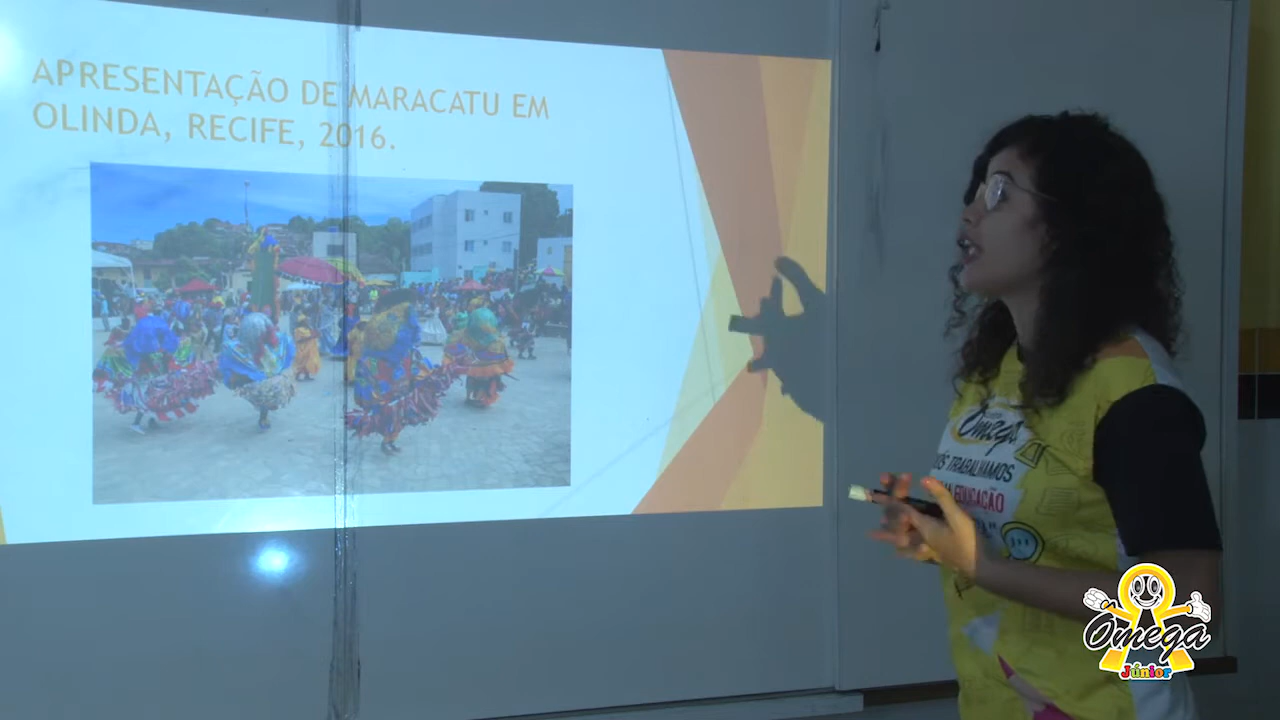 APRESENTAÇÃO DE MARACATU EM
OLINDA, RECIFE, 2016.
Omega
TRABALHAMOS
EDUCAÇÃO
Omega
Júnior